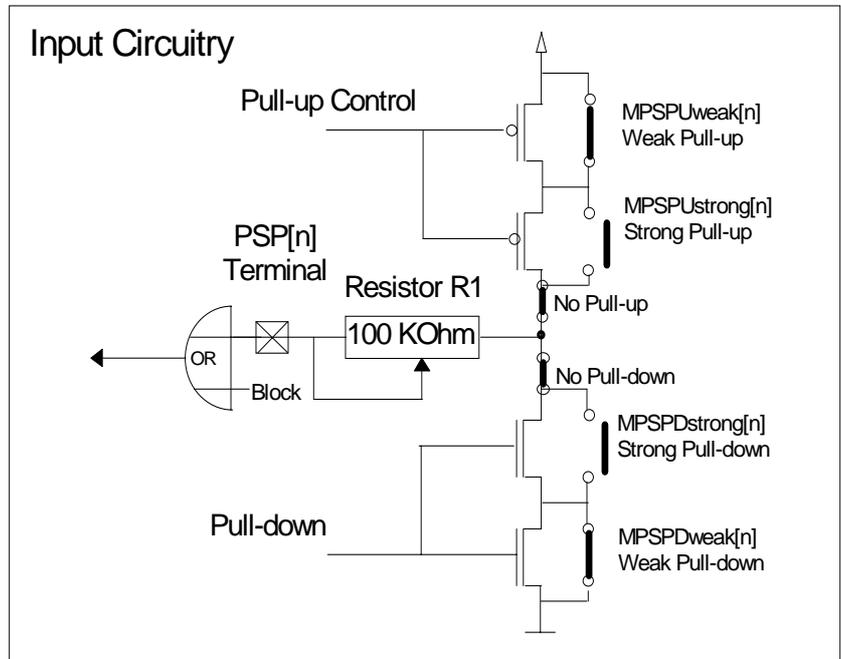 Input Circuitry
Pull-up Control
MPSPUweak[n]
Weak Pull-up
MPSPUstrong[n]
Strong Pull-up
PSP[n]
Terminal
Resistor R1
No Pull-up
100 KOhm
OR
Block
No Pull-down
MPSPDstrong[n]
Strong Pull-down
Pull-down
MPSPDweak[n]
Weak Pull-down